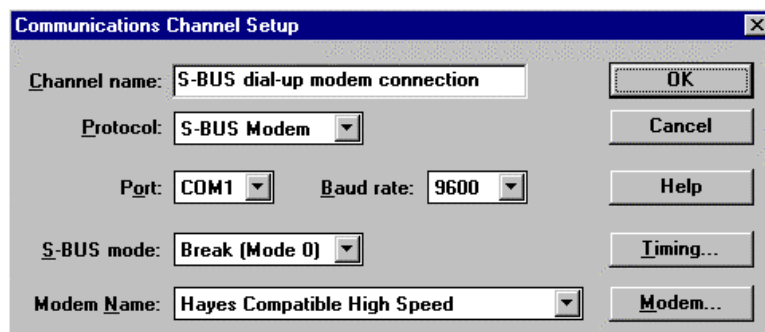 Communications Channel Setup
Channel name: S-BUS dial-up modem connection OK
Protocol: S-BUS Modem Cancel
Port: COM1 Baud rate: 9600 Help
S-BUS mode: Break (Mode 0) Timing...
Modem Name: Hayes Compatible High Speed Modem...